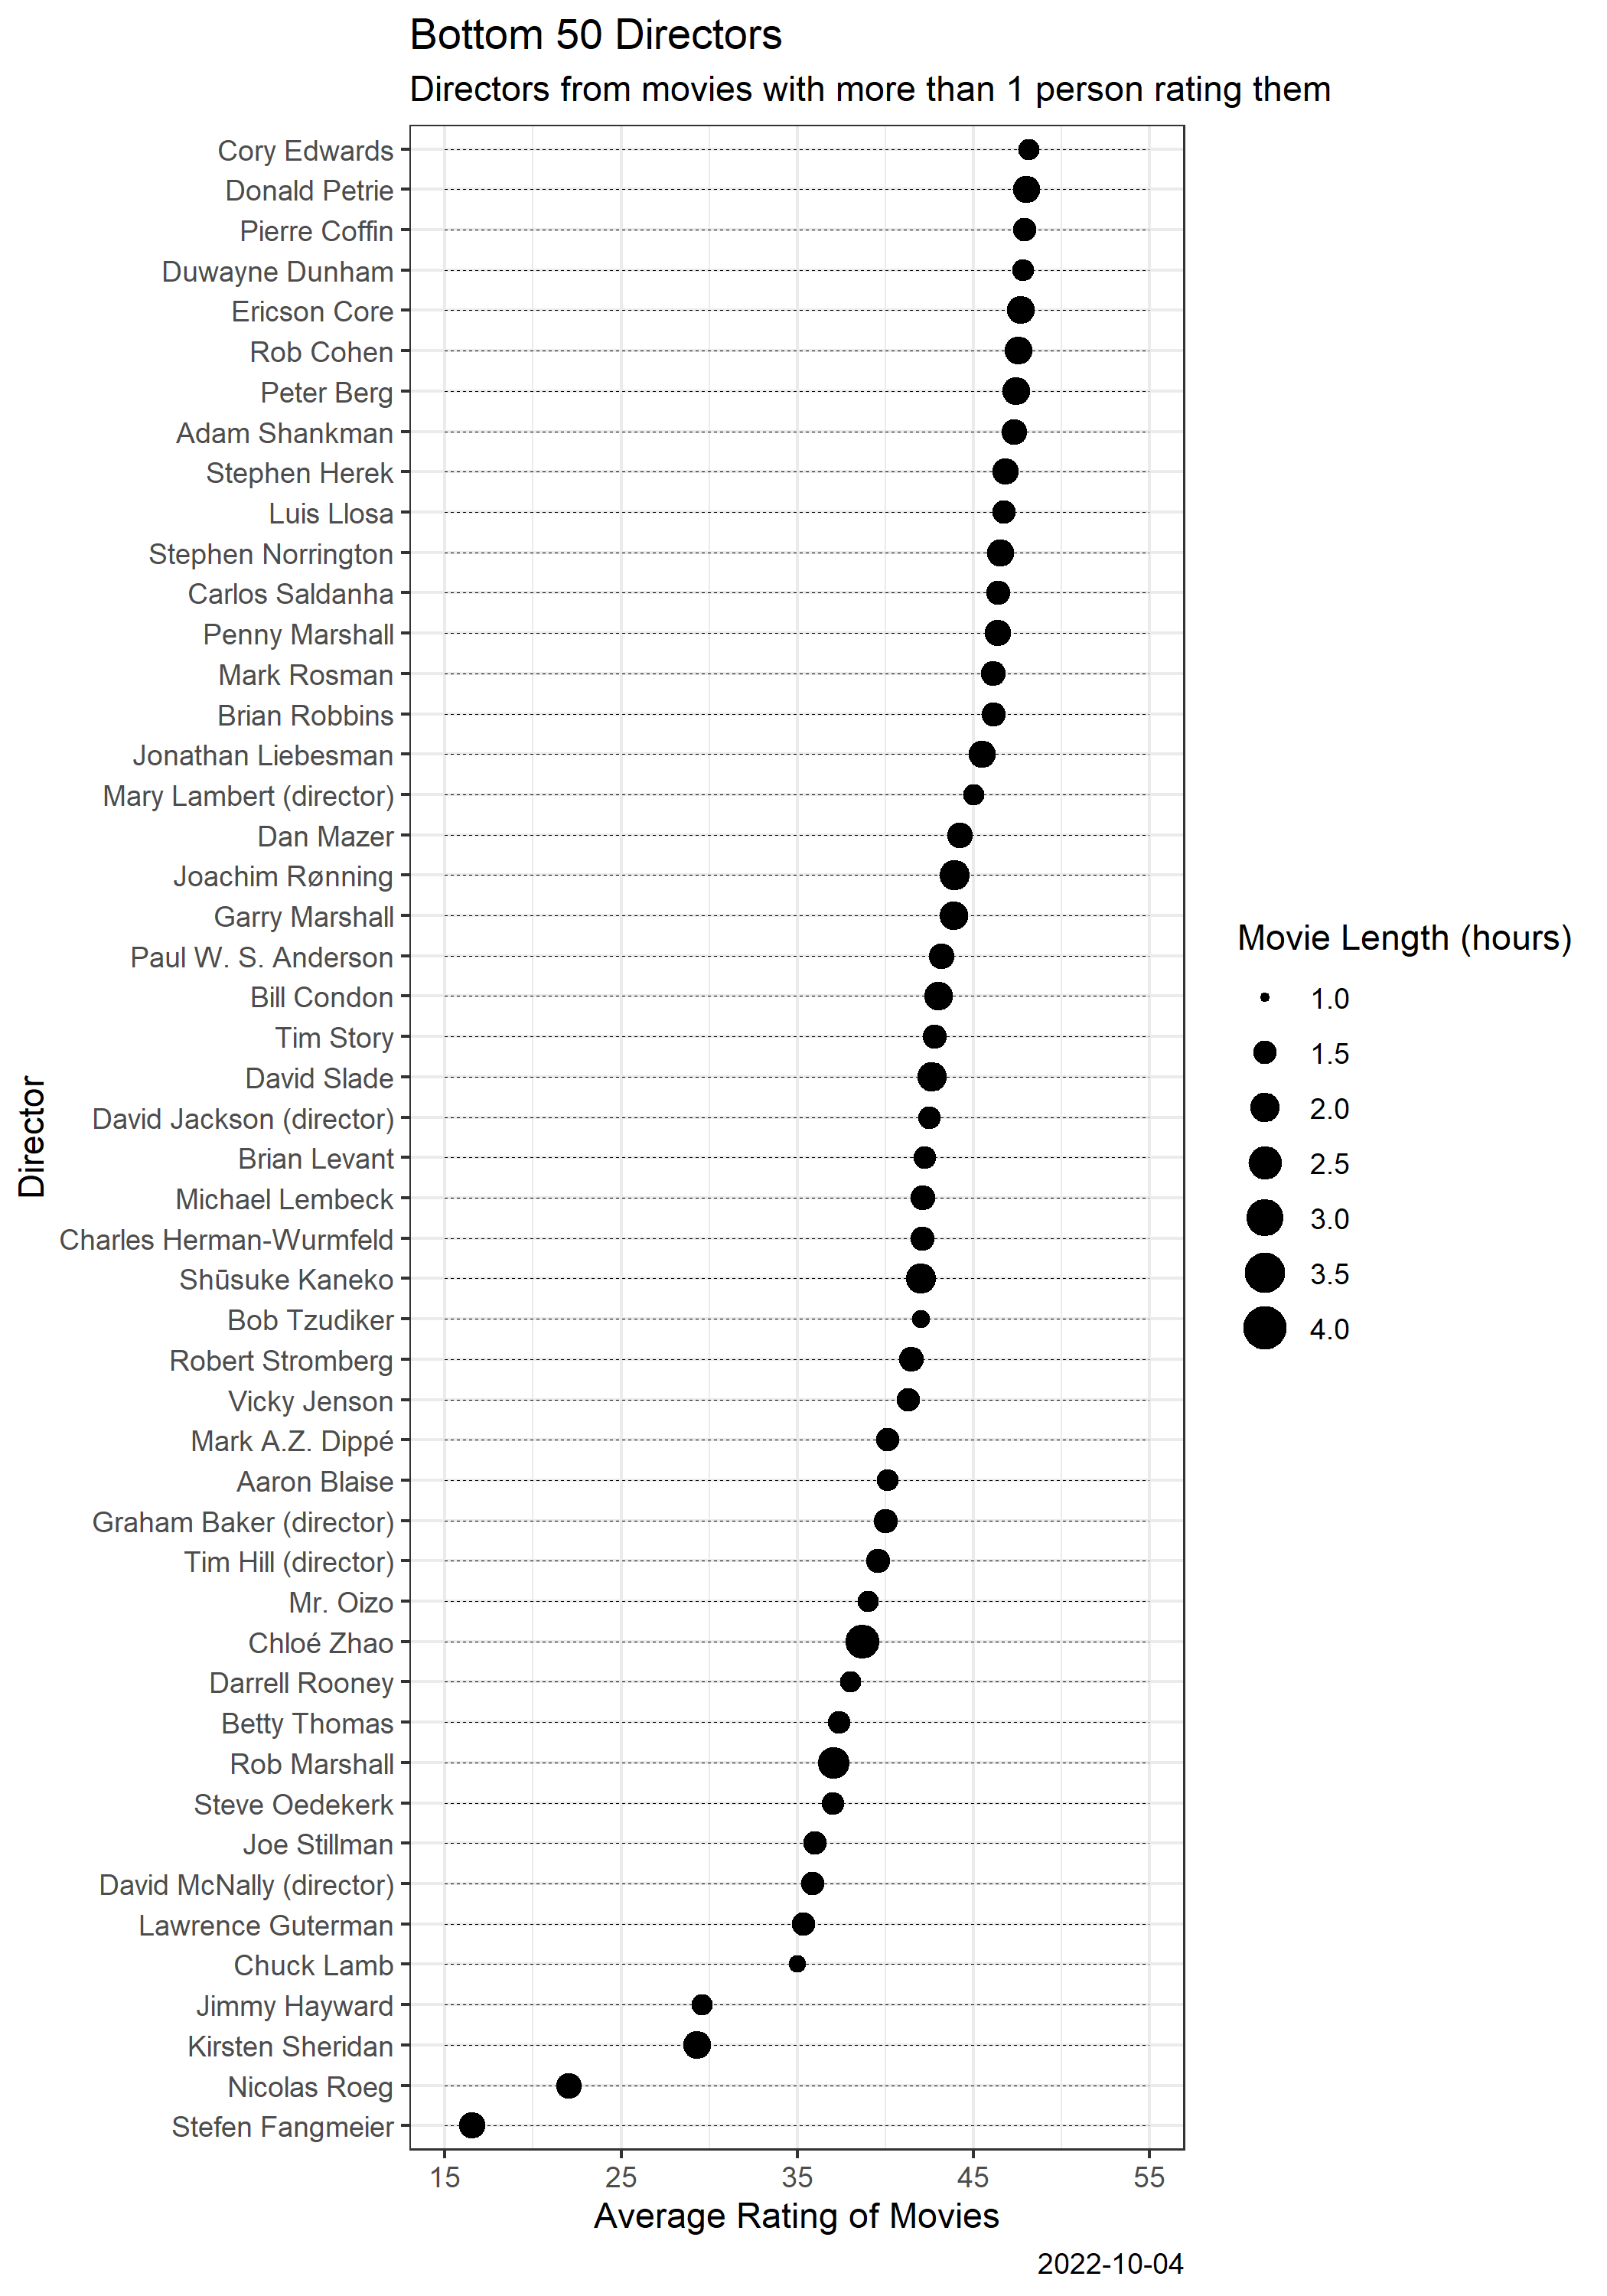 Bottom 50 Directors
Directors from movies with more than 1 person rating them
Cory Edwards
Donald Petrie
Pierre Coffin
Duwayne Dunham
Ericson Core
Rob Cohen
Peter Berg
Adam Shankman
Stephen Herek
Luis Llosa
Stephen Norrington
Carlos Saldanha
Penny Marshall
Mark Rosman
Brian Robbins
Jonathan Liebesman
Mary Lambert (director)
Dan Mazer
Joachim Rønning
Garry Marshall
Paul W. S. Anderson
Bill Condon
Tim Story
David Slade
David Jackson (director)
Brian Levant
Michael Lembeck
Charles Herman-Wurmfeld
Shūsuke Kaneko
Bob Tzudiker
Robert Stromberg
Vicky Jenson
Mark A.Z. Dippé
Aaron Blaise
Graham Baker (director)
Tim Hill (director)
Mr. Oizo
Chloé Zhao
Darrell Rooney
Betty Thomas
Rob Marshall
Steve Oedekerk
Joe Stillman
David McNally (director)
Lawrence Guterman
Chuck Lamb
Jimmy Hayward
Kirsten Sheridan
Nicolas Roeg
Stefen Fangmeier
Director
15 25 35 45 55
Average Rating of Movies
2022-10-04
Movie Length (hours)
1.0
1.5
2.0
2.5
3.0
3.5
4.0